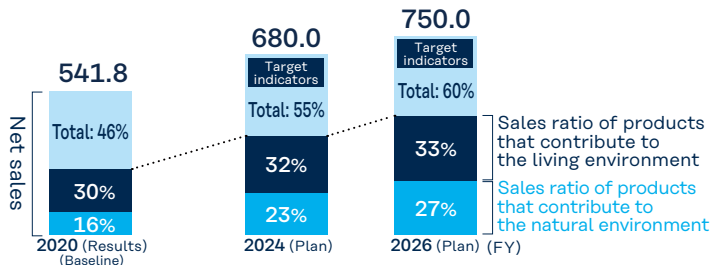 750.0
680.0
541.8
Target
indicators
Target
indicators
Total: 60%
Total: 55%
Total: 46%
Net sales
30%
16%
32%
23%
33%
27%
Sales ratio of products
that contribute to
the living environment
Sales ratio of products
that contribute to
the natural environment
2020 (Results)
(Baseline)
2024 (Plan)
2026 (Plan)
(FY)